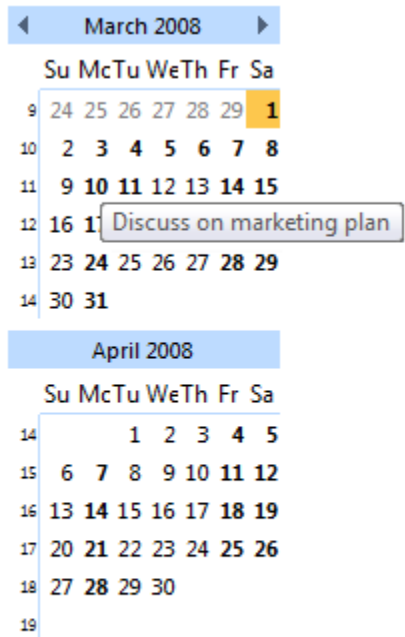 March 2008
Su Mo Tu We Th Fr Sa
9 24 25 26 27 28 29 1
10 2 3 4 5 6 7 8
11 9 10 11 12 13 14 15
12 16 Discuss on marketing plan
13 23 24 25 26 27 28 29
14 30 31
April 2008
Su Mo Tu We Th Fr Sa
14 1 2 3 4 5
15 6 7 8 9 10 11 12
16 13 14 15 16 17 18 19
17 20 21 22 23 24 25 26
18 27 28 29 30
19